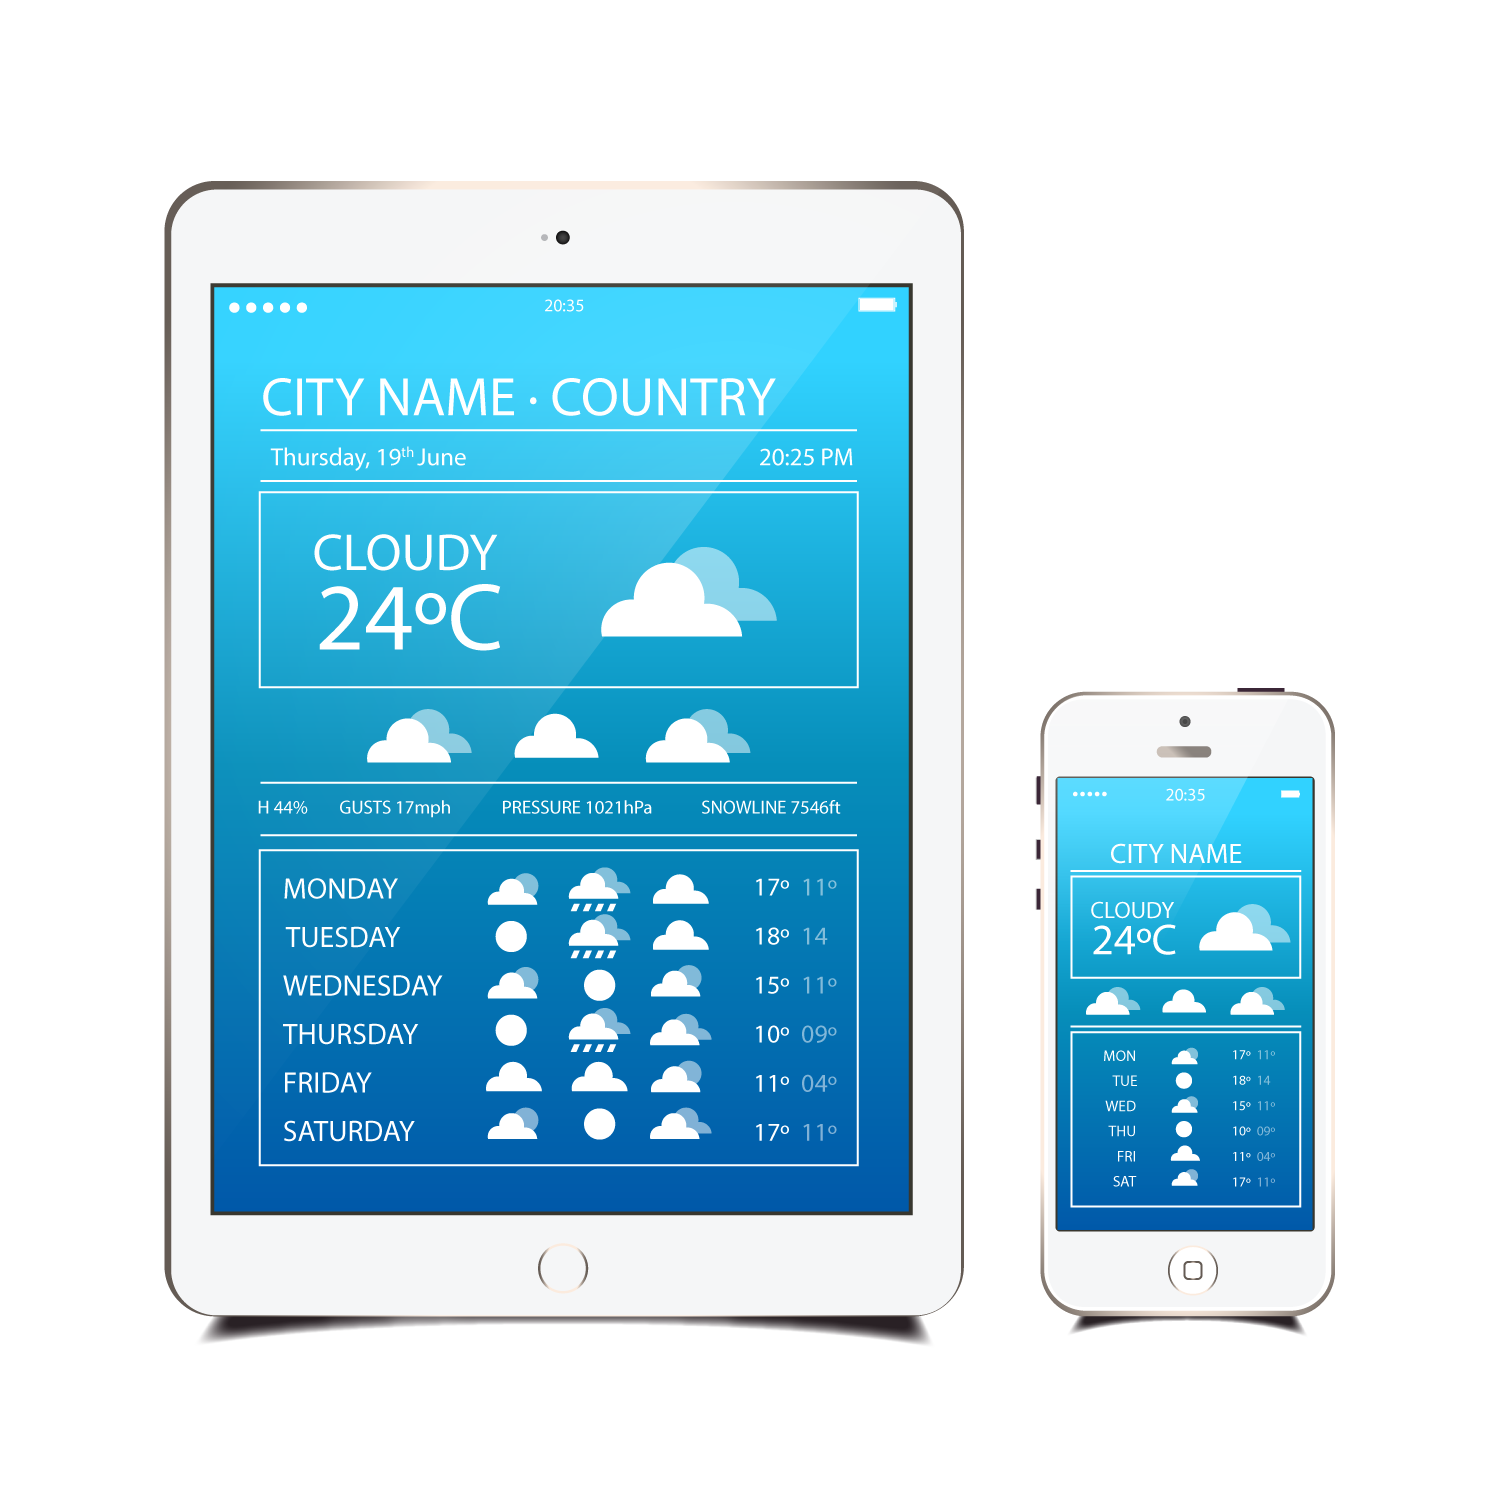 20:35
CITY NAME · COUNTRY
Thursday, 19th June 20:25 PM
CLOUDY
24ºC
H 44% GUSTS 17mph PRESSURE 1021hPa SNOWLINE 7546ft
MONDAY 17º 11º
TUESDAY 18º 14
WEDNESDAY 15º 11º
THURSDAY 10º 09º
FRIDAY 11º 04º
SATURDAY 17º 11º
20:35
CITY NAME
CLOUDY
24ºC
MON 17º 11º
TUE 18º 14
WED 15º 11º
THU 10º 09º
FRI 11º 04º
SAT 17º 11º